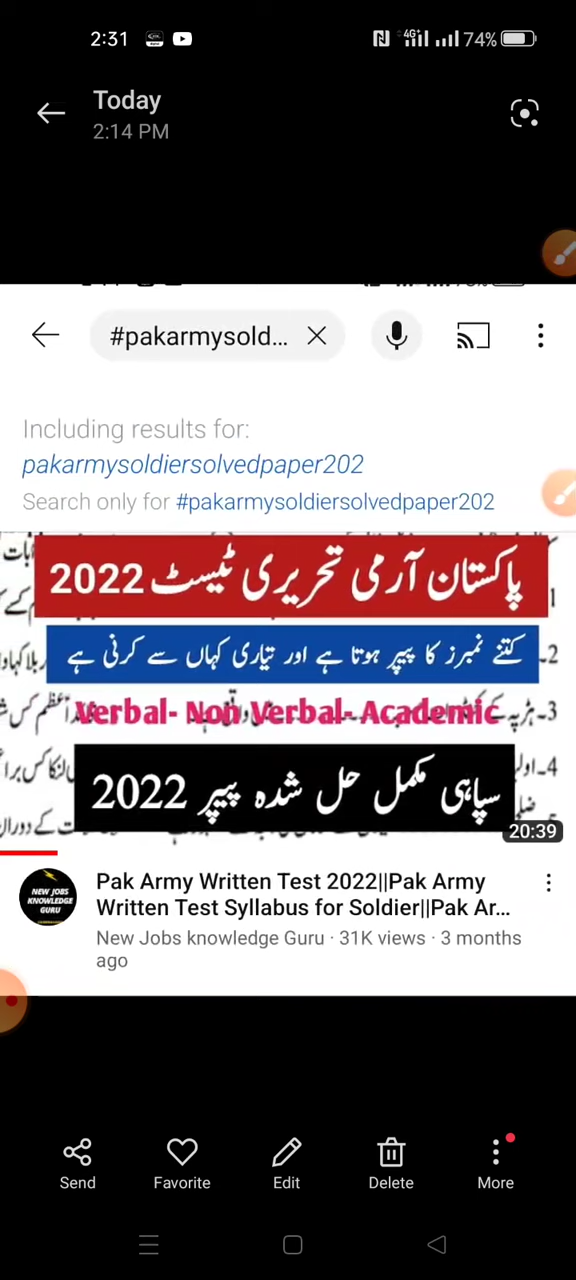 2:31
4G+
74%
Today
2:14 PM
#pakarmysold...
Including results for:
pakarmysoldiersolvedpaper202
Search only for #pakarmysoldiersolvedpaper202
پاکستان آرمی تحریری ٹیسٹ 2022
کتنے نمبرز کا پیپر ہوتا ہے اور تیاری کہاں سے کرنی ہے
Verbal- Non Verbal- Academic
سپاہی مکمل حل شدہ پیپر 2022
20:39
NEW JOBS
KNOWLEDGE
GURU
Pak Army Written Test 2022||Pak Army
Written Test Syllabus for Soldier||Pak Ar...
New Jobs knowledge Guru · 31K views · 3 months
ago
Send
Favorite
Edit
Delete
More